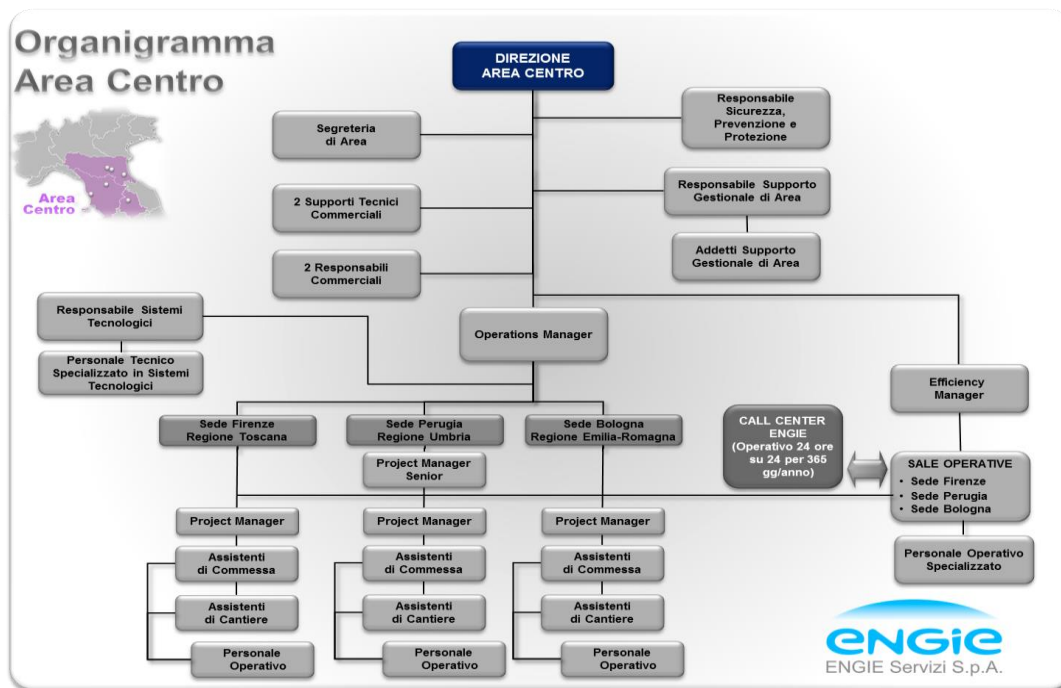 Organigramma
Area Centro
DIREZIONE
AREA CENTRO
Responsabile
Sicurezza,
Prevenzione e
Protezione
Segreteria
di Area
Area
Centro
2 Supporti Tecnici
Commerciali
Responsabile Supporto
Gestionale di Area
Addetti Supporto
Gestionale di Area
2 Responsabili
Commerciali
Responsabile Sistemi
Tecnologici
Operations Manager
Personale Tecnico
Specializzato in Sistemi
Tecnologici
Efficiency
Manager
Sede Firenze
Regione Toscana
Sede Perugia
Regione Umbria
Sede Bologna
Regione Emilia-Romagna
CALL CENTER
ENGIE
(Operativo 24 ore
su 24 per 365
gg/anno)
Project Manager
Senior
SALE OPERATIVE
• Sede Firenze
• Sede Perugia
• Sede Bologna
Project Manager
Project Manager
Project Manager
Personale Operativo
Specializzato
Assistenti
di Commessa
Assistenti
di Commessa
Assistenti
di Commessa
Assistenti
di Cantiere
Assistenti
di Cantiere
Assistenti
di Cantiere
Personale
Operativo
Personale
Operativo
Personale
Operativo
ENGIE
ENGIE Servizi S.p.A.